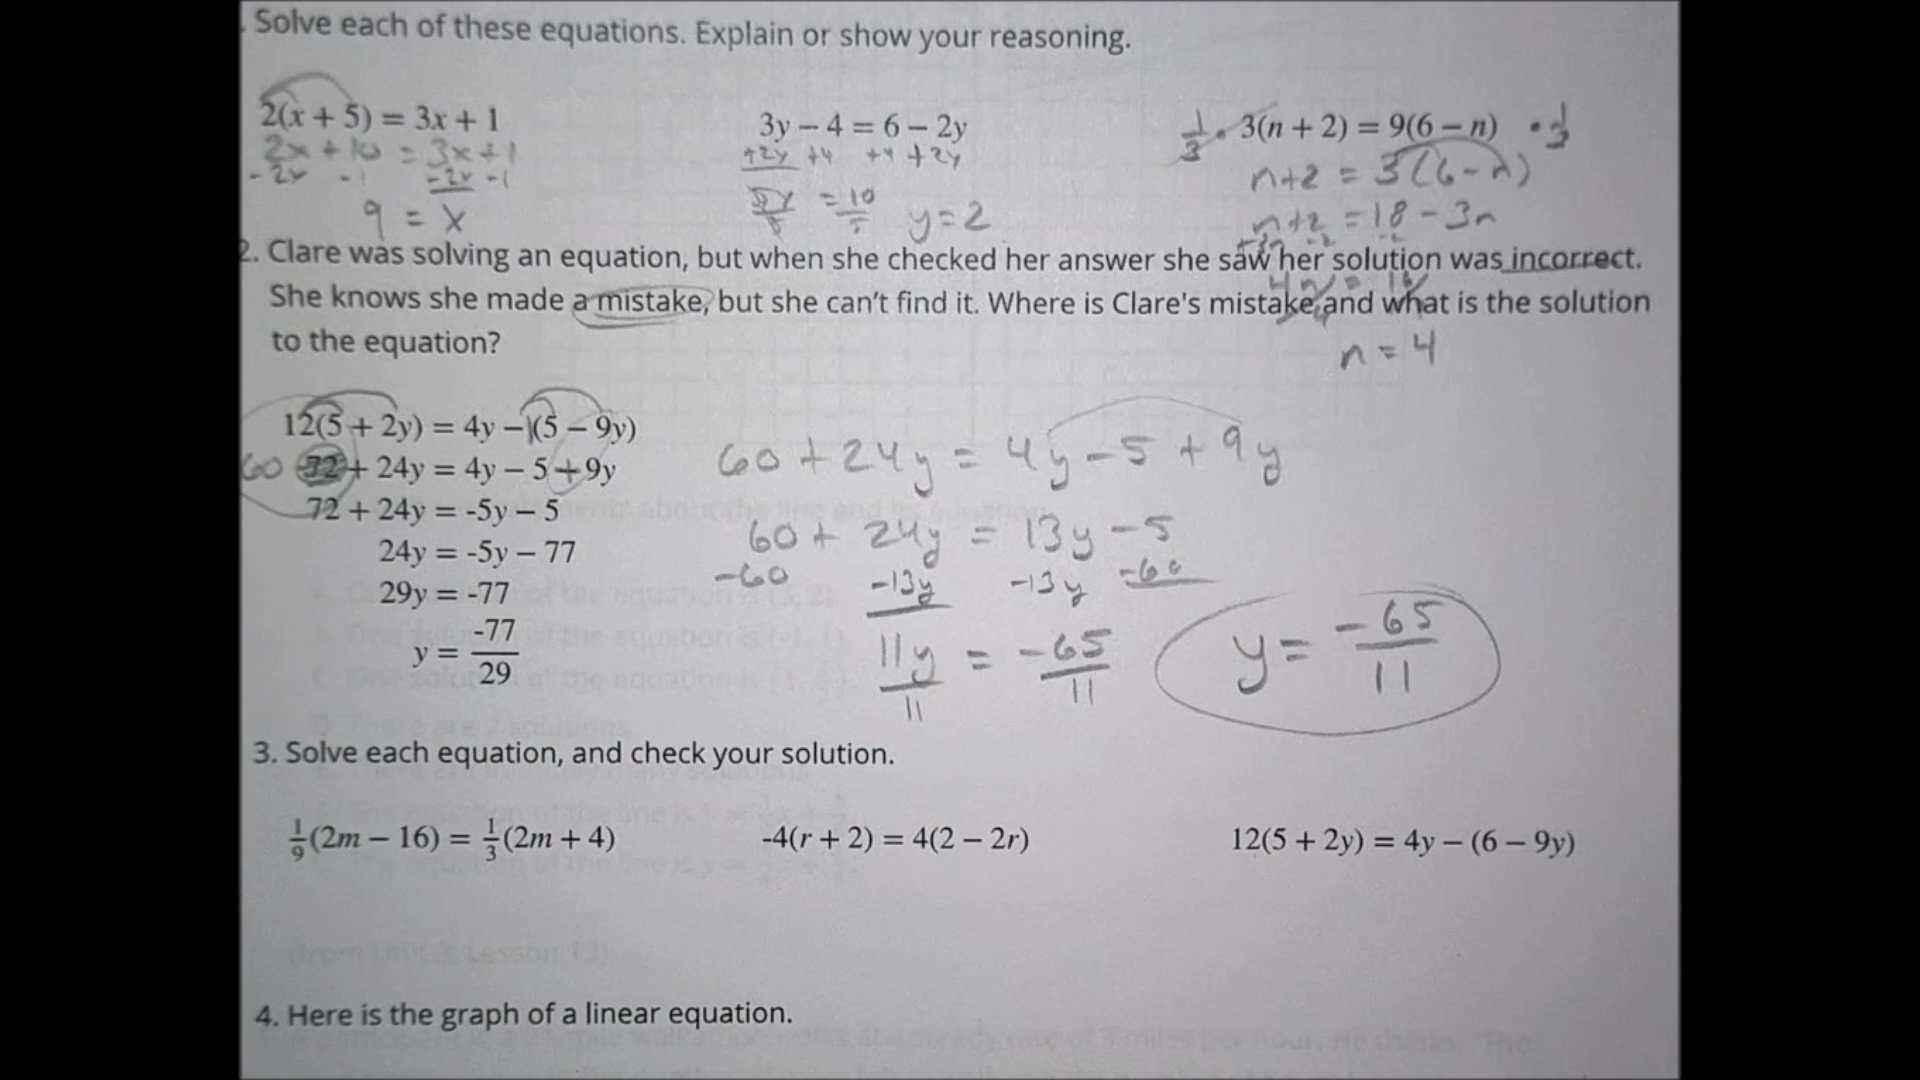 Solve each of these equations. Explain or show your reasoning.
2(x + 5) = 3x + 1
2x + 10 = 3x + 1
-2x -1 -2x -1
9 = x
3y – 4 = 6 – 2y
+2y +4 +4 +2y
5y/5 = 10/5 y = 2
1/3 • 3(n + 2) = 9(6 – n) • 1/3
n+2 = 3(6-n)
n+2 = 18 - 3n
+3n -2 -2
4n = 16
n = 4
2. Clare was solving an equation, but when she checked her answer she saw her solution was incorrect.
She knows she made a mistake, but she can’t find it. Where is Clare's mistake and what is the solution
to the equation?
12(5 + 2y) = 4y – 1(5 – 9y)
60 72 + 24y = 4y – 5 + 9y
72 + 24y = -5y – 5
24y = -5y – 77
29y = -77
y = -77/29
60 + 24y = 4y - 5 + 9y
60 + 24y = 13y - 5
-60 -13y -13y -60
11y/11 = -65/11
y = -65/11
3. Solve each equation, and check your solution.
1/9(2m – 16) = 1/3(2m + 4)
-4(r + 2) = 4(2 – 2r)
12(5 + 2y) = 4y – (6 – 9y)
4. Here is the graph of a linear equation.